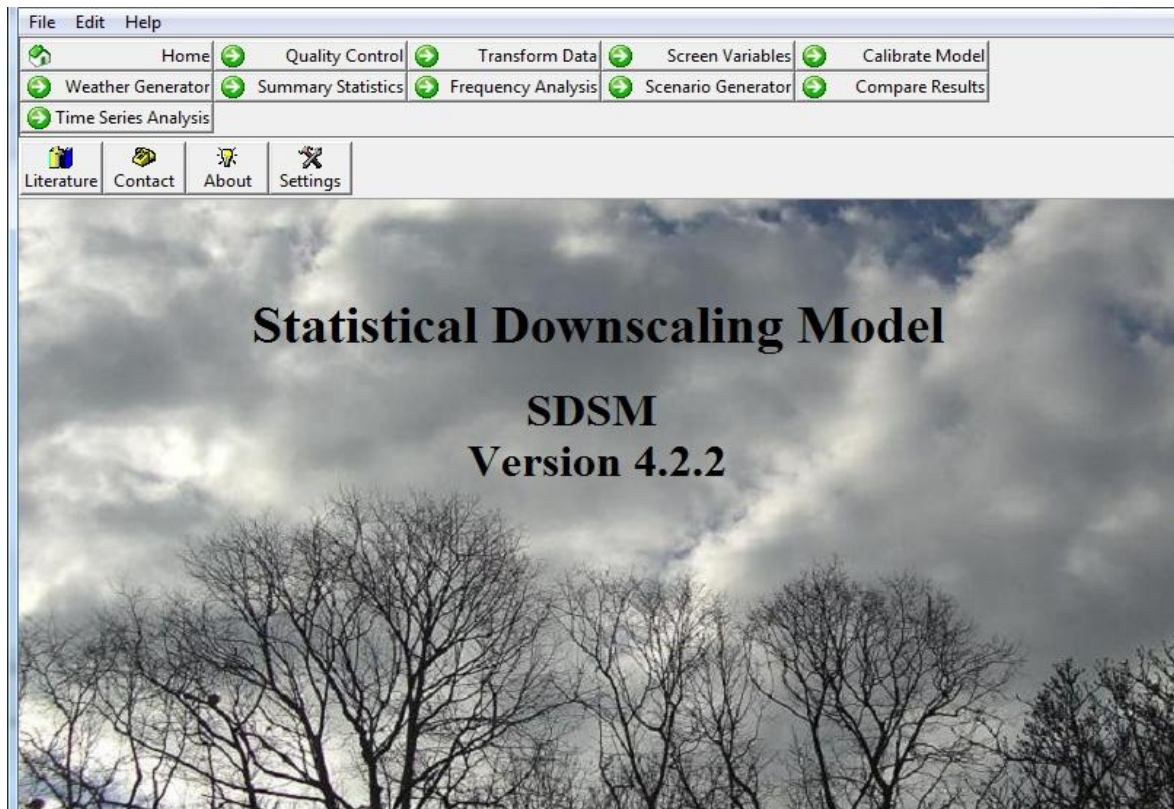 File Edit Help
Home Quality Control Transform Data Screen Variables Calibrate Model
Weather Generator Summary Statistics Frequency Analysis Scenario Generator Compare Results
Time Series Analysis
Literature Contact About Settings
Statistical Downscaling Model
SDSM
Version 4.2.2